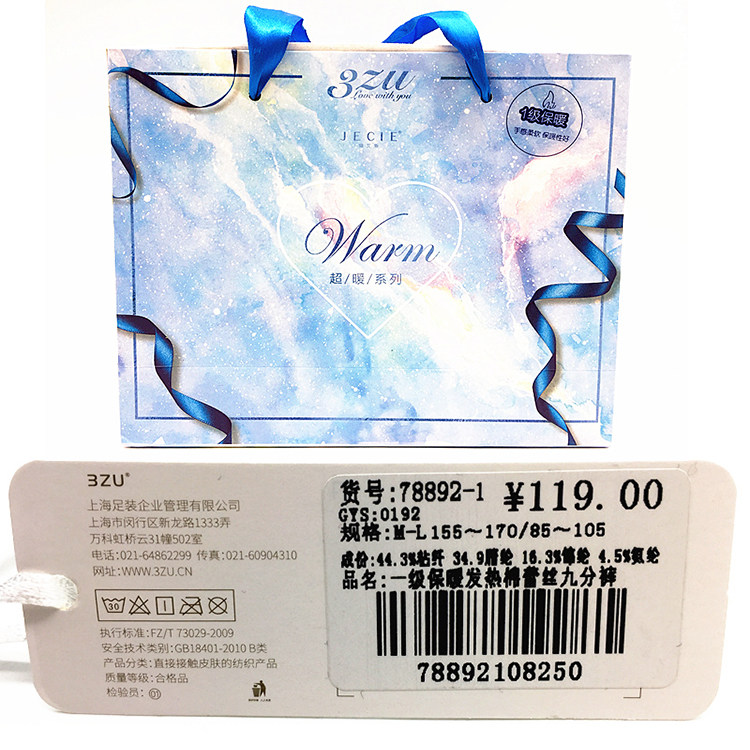 3ZU
Love with you
JECIE®
1级保暖
手感柔软 保暖性好
Warm
超/暖/系列
3ZU®
上海足装企业管理有限公司
上海市闵行区新龙路1333弄
万科虹桥云31幢502室
电话:021-64862299 传真:021-60904310
网址:WWW.3ZU.CN
30
执行标准:FZ/T 73029-2009
安全技术类别:GB18401-2010 B类
产品分类:直接接触皮肤的纺织产品
质量等级:合格品
检验员:01
货号:78892-1 ¥119.00
GYS:0192
规格:M-L155~170/85~105
成份:44.3%粘纤 34.9腈纶 16.3%锦纶 4.5%氨纶
品名:一级保暖发热棉蕾丝九分裤
78892108250